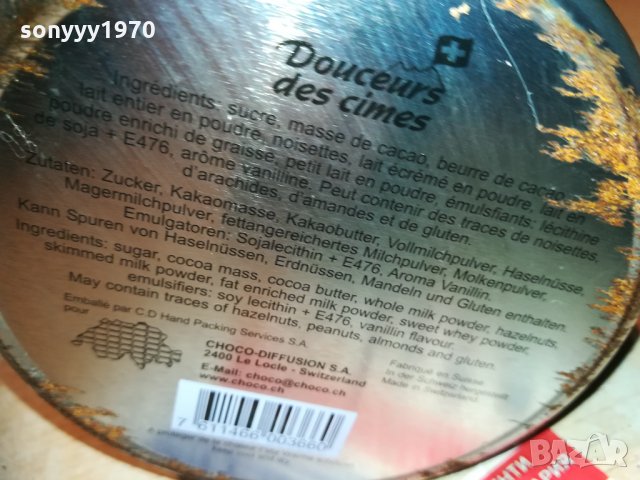 sonyyy1970
Douceurs
des cimes
Ingrédients: sucre, masse de cacao, beurre de cacao,
lait entier en poudre, noisettes, lait écrémé en poudre, lait en
poudre enrichi de graisse, petit lait en poudre, émulsifiants: lécithine
de soja + E476, arôme vanilline. Peut contenir des traces de noisettes,
d'arachides, d'amandes et de gluten.
Zutaten: Zucker, Kakaomasse, Kakaobutter, Vollmilchpulver, Haselnüsse,
Magermilchpulver, fettangereichertes Milchpulver, Molkenpulver,
Emulgatoren: Sojalecithin + E476, Aroma Vanillin.
Kann Spuren von Haselnüssen, Erdnüssen, Mandeln und Gluten enthalten.
Ingredients: sugar, cocoa mass, cocoa butter, whole milk powder, hazelnuts,
skimmed milk powder, fat enriched milk powder, sweet whey powder,
emulsifiers: soy lecithin + E476, vanillin flavour.
May contain traces of hazelnuts, peanuts, almonds and gluten.
Emballé par C.D Hand Packing Services S.A.
pour
CHOCO-DIFFUSION S.A.
2400 Le Locle - Switzerland
E-Mail: choco@choco.ch
www.choco.ch
Fabriqué en Suisse
In der Schweiz hergestellt
Made in Switzerland
7 611466 003660
BAZAR
bg